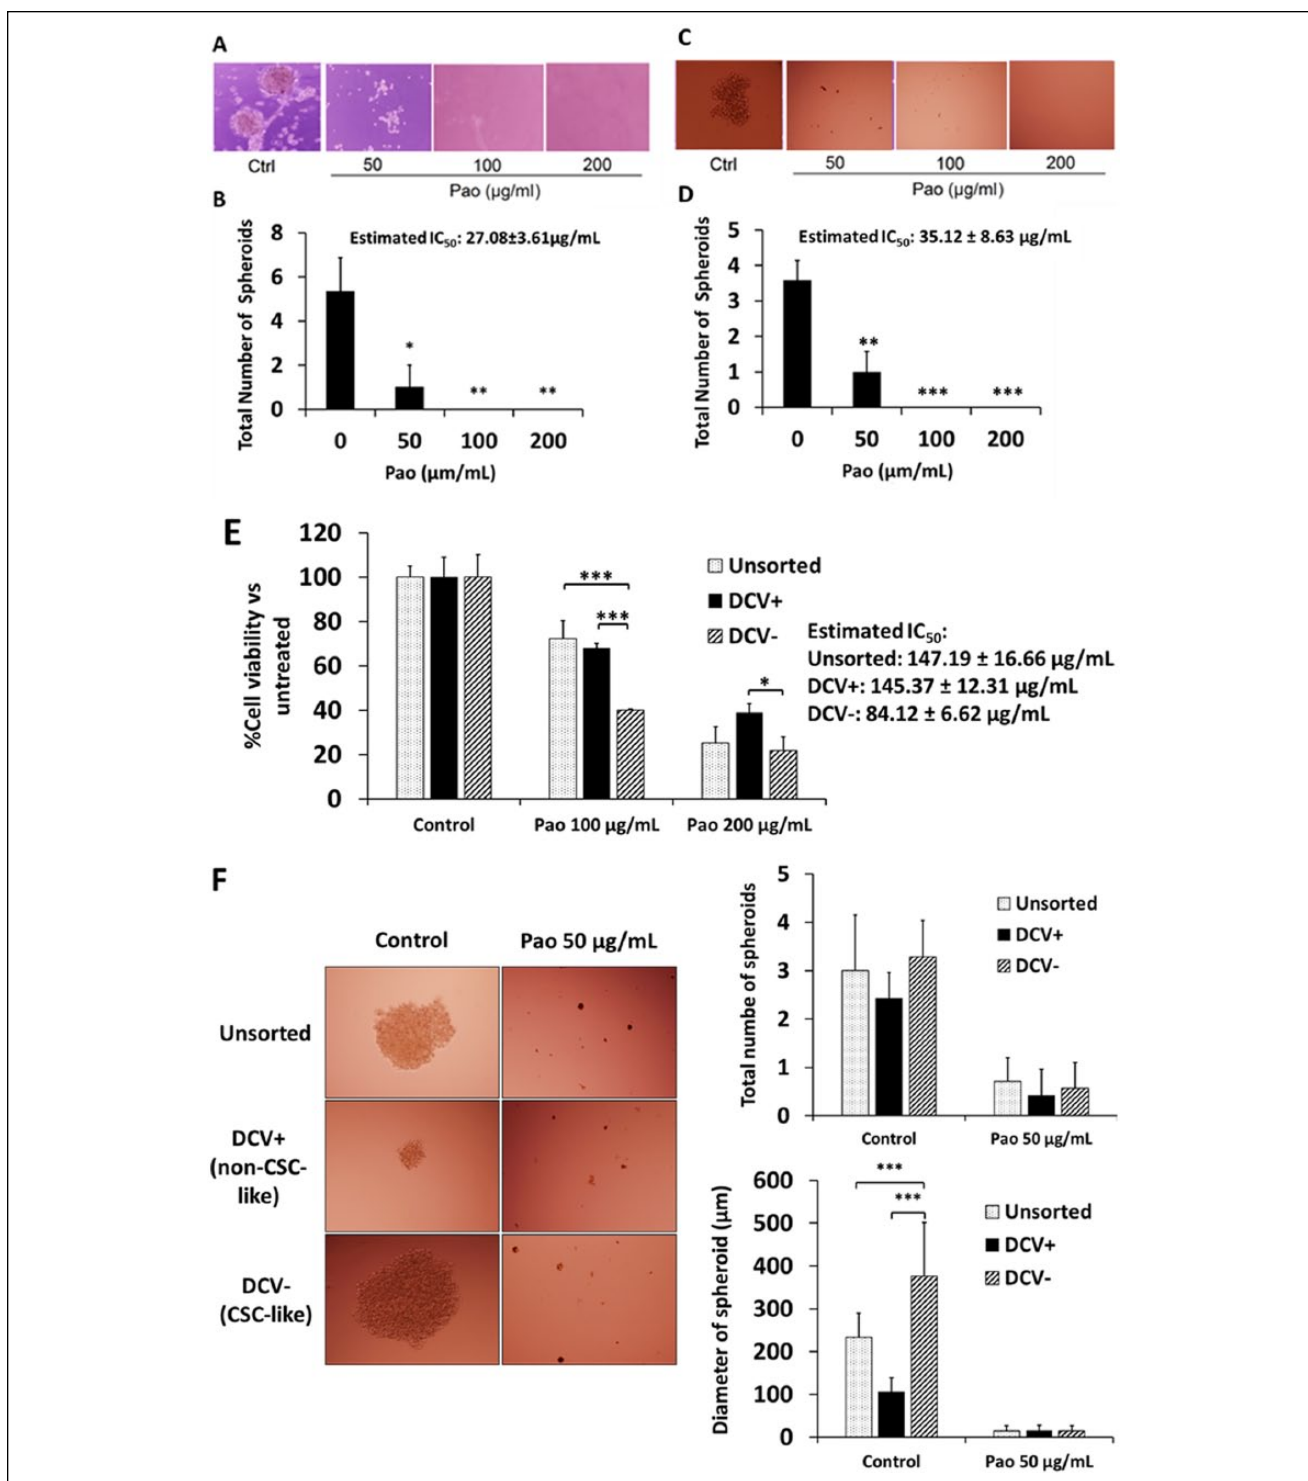 A
Ctrl
50
100
200
Pao (µg/ml)
C
Ctrl
50
100
200
Pao (µg/ml)
B
Estimated IC50: 27.08±3.61µg/mL
Total Number of Spheroids
8
6
4
2
0
*
**
**
0
50
100
200
Pao (µm/mL)
D
Estimated IC50: 35.12 ± 8.63 µg/mL
Total Number of Spheroids
5
4
3
2
1
0
**
***
***
0
50
100
200
Pao (µm/mL)
E
%Cell viability vs
untreated
120
100
80
60
40
20
0
***
***
*
Control
Pao 100 µg/mL
Pao 200 µg/mL
Unsorted
DCV+
DCV-
Estimated IC50:
Unsorted: 147.19 ± 16.66 µg/mL
DCV+: 145.37 ± 12.31 µg/mL
DCV-: 84.12 ± 6.62 µg/mL
F
Control
Pao 50 µg/mL
Unsorted
DCV+
(non-CSC-
like)
DCV-
(CSC-like)
Total numbe of spheroids
5
4
3
2
1
0
Unsorted
DCV+
DCV-
Control
Pao 50 µg/mL
Diameter of spheroid (µm)
600
500
400
300
200
100
0
***
***
Unsorted
DCV+
DCV-
Control
Pao 50 µg/mL